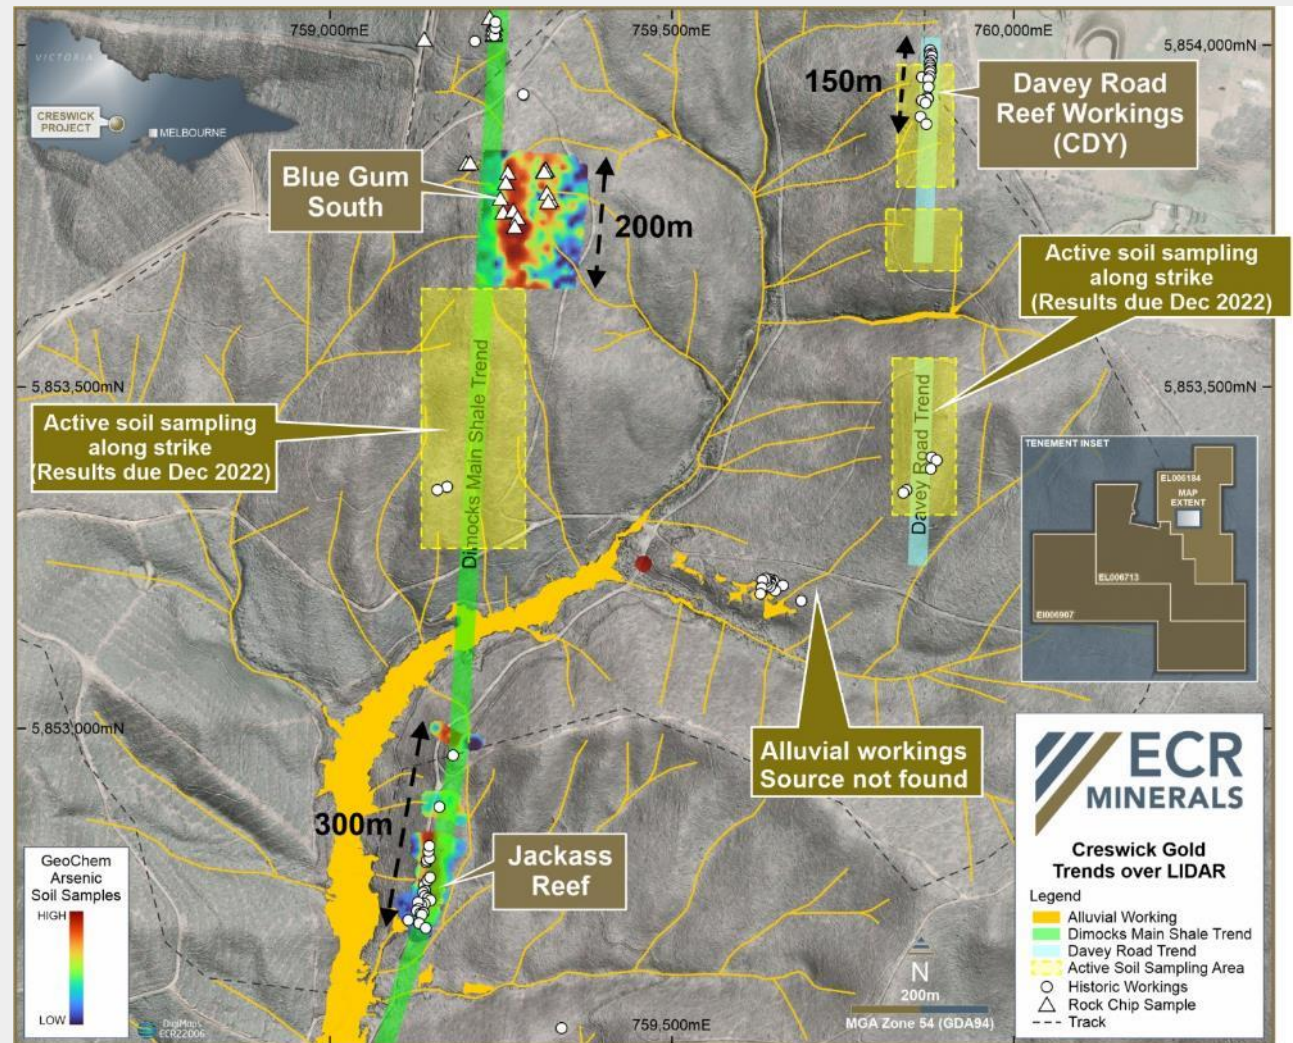 759,000mE
759,500mE
760,000mE
5,854,000mN
VICTORIA
CRESWICK
PROJECT
MELBOURNE
150m
Davey Road
Reef Workings
(CDY)
Blue Gum
South
200m
Active soil sampling
along strike
(Results due Dec 2022)
5,853,500mN
5,853,500mN
Active soil sampling
along strike
(Results due Dec 2022)
Dimocks Main Shale Trend
Davey Road Trend
TENEMENT INSET
EL006184
MAP
EXTENT
EL006713
EI006907
5,853,000mN
Alluvial workings
Source not found
300m
Jackass
Reef
GeoChem
Arsenic
Soil Samples
HIGH
LOW
DigiMaps
ECR22006
759,500mE
N
200m
MGA Zone 54 (GDA94)
ECR
MINERALS
Creswick Gold
Trends over LIDAR
Legend
Alluvial Working
Dimocks Main Shale Trend
Davey Road Trend
Active Soil Sampling Area
Historic Workings
Rock Chip Sample
Track